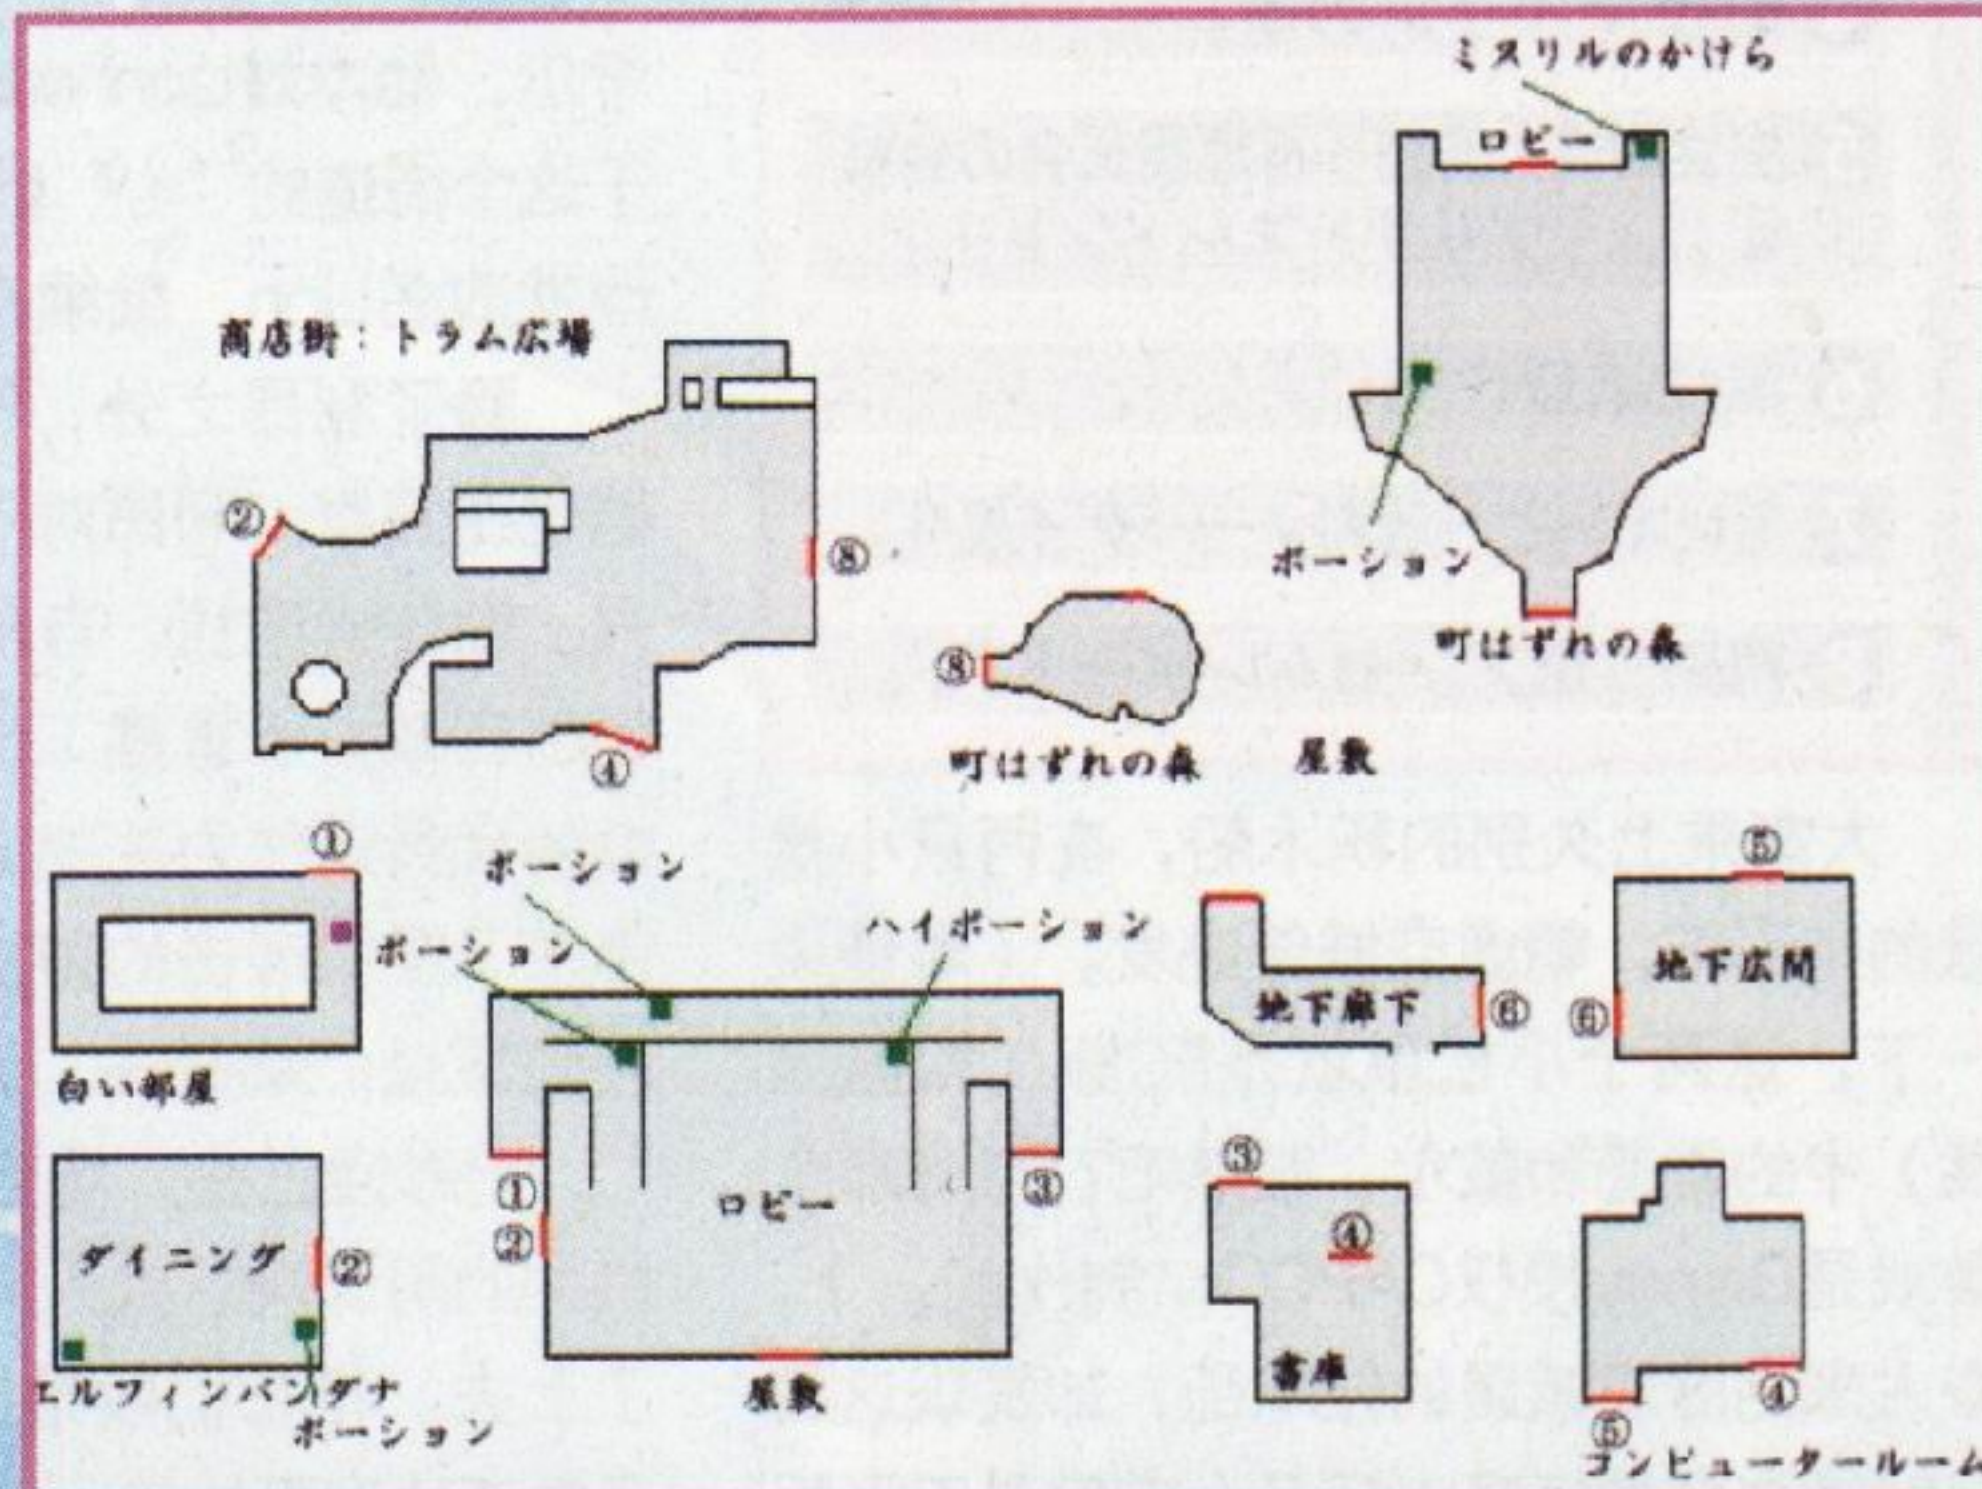 ミスリルのかけら
ロビー
商店街：トラム広場
②
⑧
ポーション
町はずれの森
⑧
④
町はずれの森
屋敷
①
ポーション
⑤
ポーション
ハイポーション
地下広間
地下廊下
⑥
⑥
白い部屋
①
③
③
ロビー
②
④
ダイニング
②
書庫
エルフィンバンダナ
屋敷
④
ポーション
⑤
コンピュータールーム